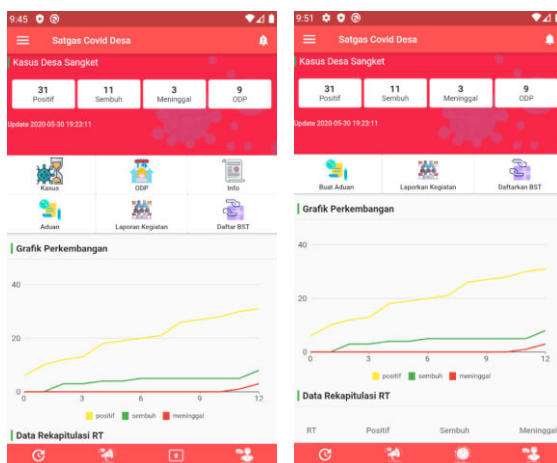 9:45
Satgas Covid Desa
Kasus Desa Sangket
31 11 3 9
Positif Sembuh Meninggal ODP
Update 2020-05-30 19:23:11
Kasus ODP Info
Aduan Laporan Kegiatan Daftar BST
Grafik Perkembangan
40
20
0
0 3 6 9 12
positif sembuh meninggal
Data Rekapitulasi RT
9:51
Satgas Covid Desa
Kasus Desa Sangket
31 11 3 9
Positif Sembuh Meninggal ODP
Update 2020-05-30 19:23:11
Buat Aduan Laporkan Kegiatan Daftarkan BST
Grafik Perkembangan
40
20
0
0 3 6 9 12
positif sembuh meninggal
Data Rekapitulasi RT
RT Positif Sembuh Meninggal